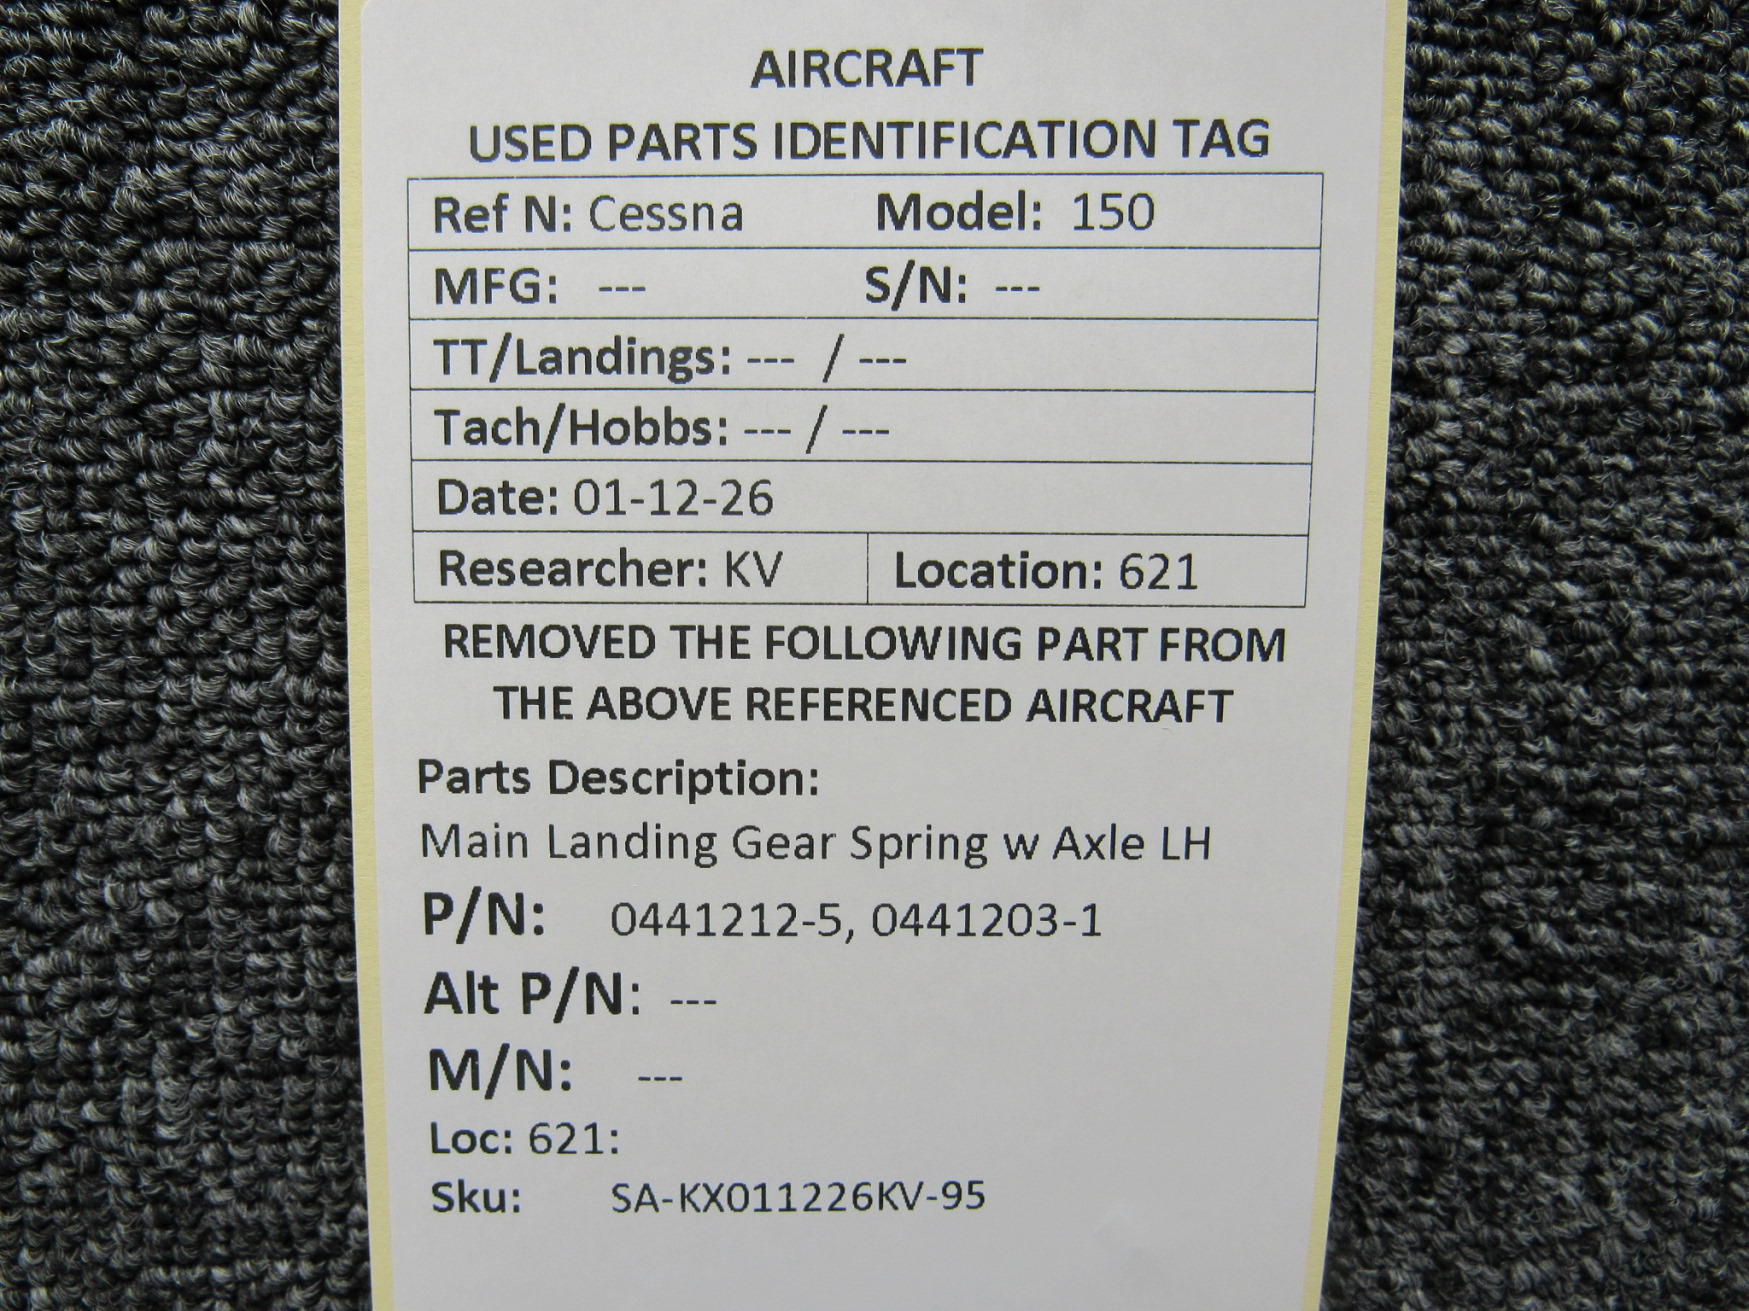 AIRCRAFT
USED PARTS IDENTIFICATION TAG
Ref N: Cessna Model: 150
MFG: --- S/N: ---
TT/Landings: --- / ---
Tach/Hobbs: --- / ---
Date: 01-12-26
Researcher: KV Location: 621
REMOVED THE FOLLOWING PART FROM
THE ABOVE REFERENCED AIRCRAFT
Parts Description:
Main Landing Gear Spring w Axle LH
P/N: 0441212-5, 0441203-1
Alt P/N: ---
M/N: ---
Loc: 621:
Sku: SA-KX011226KV-95